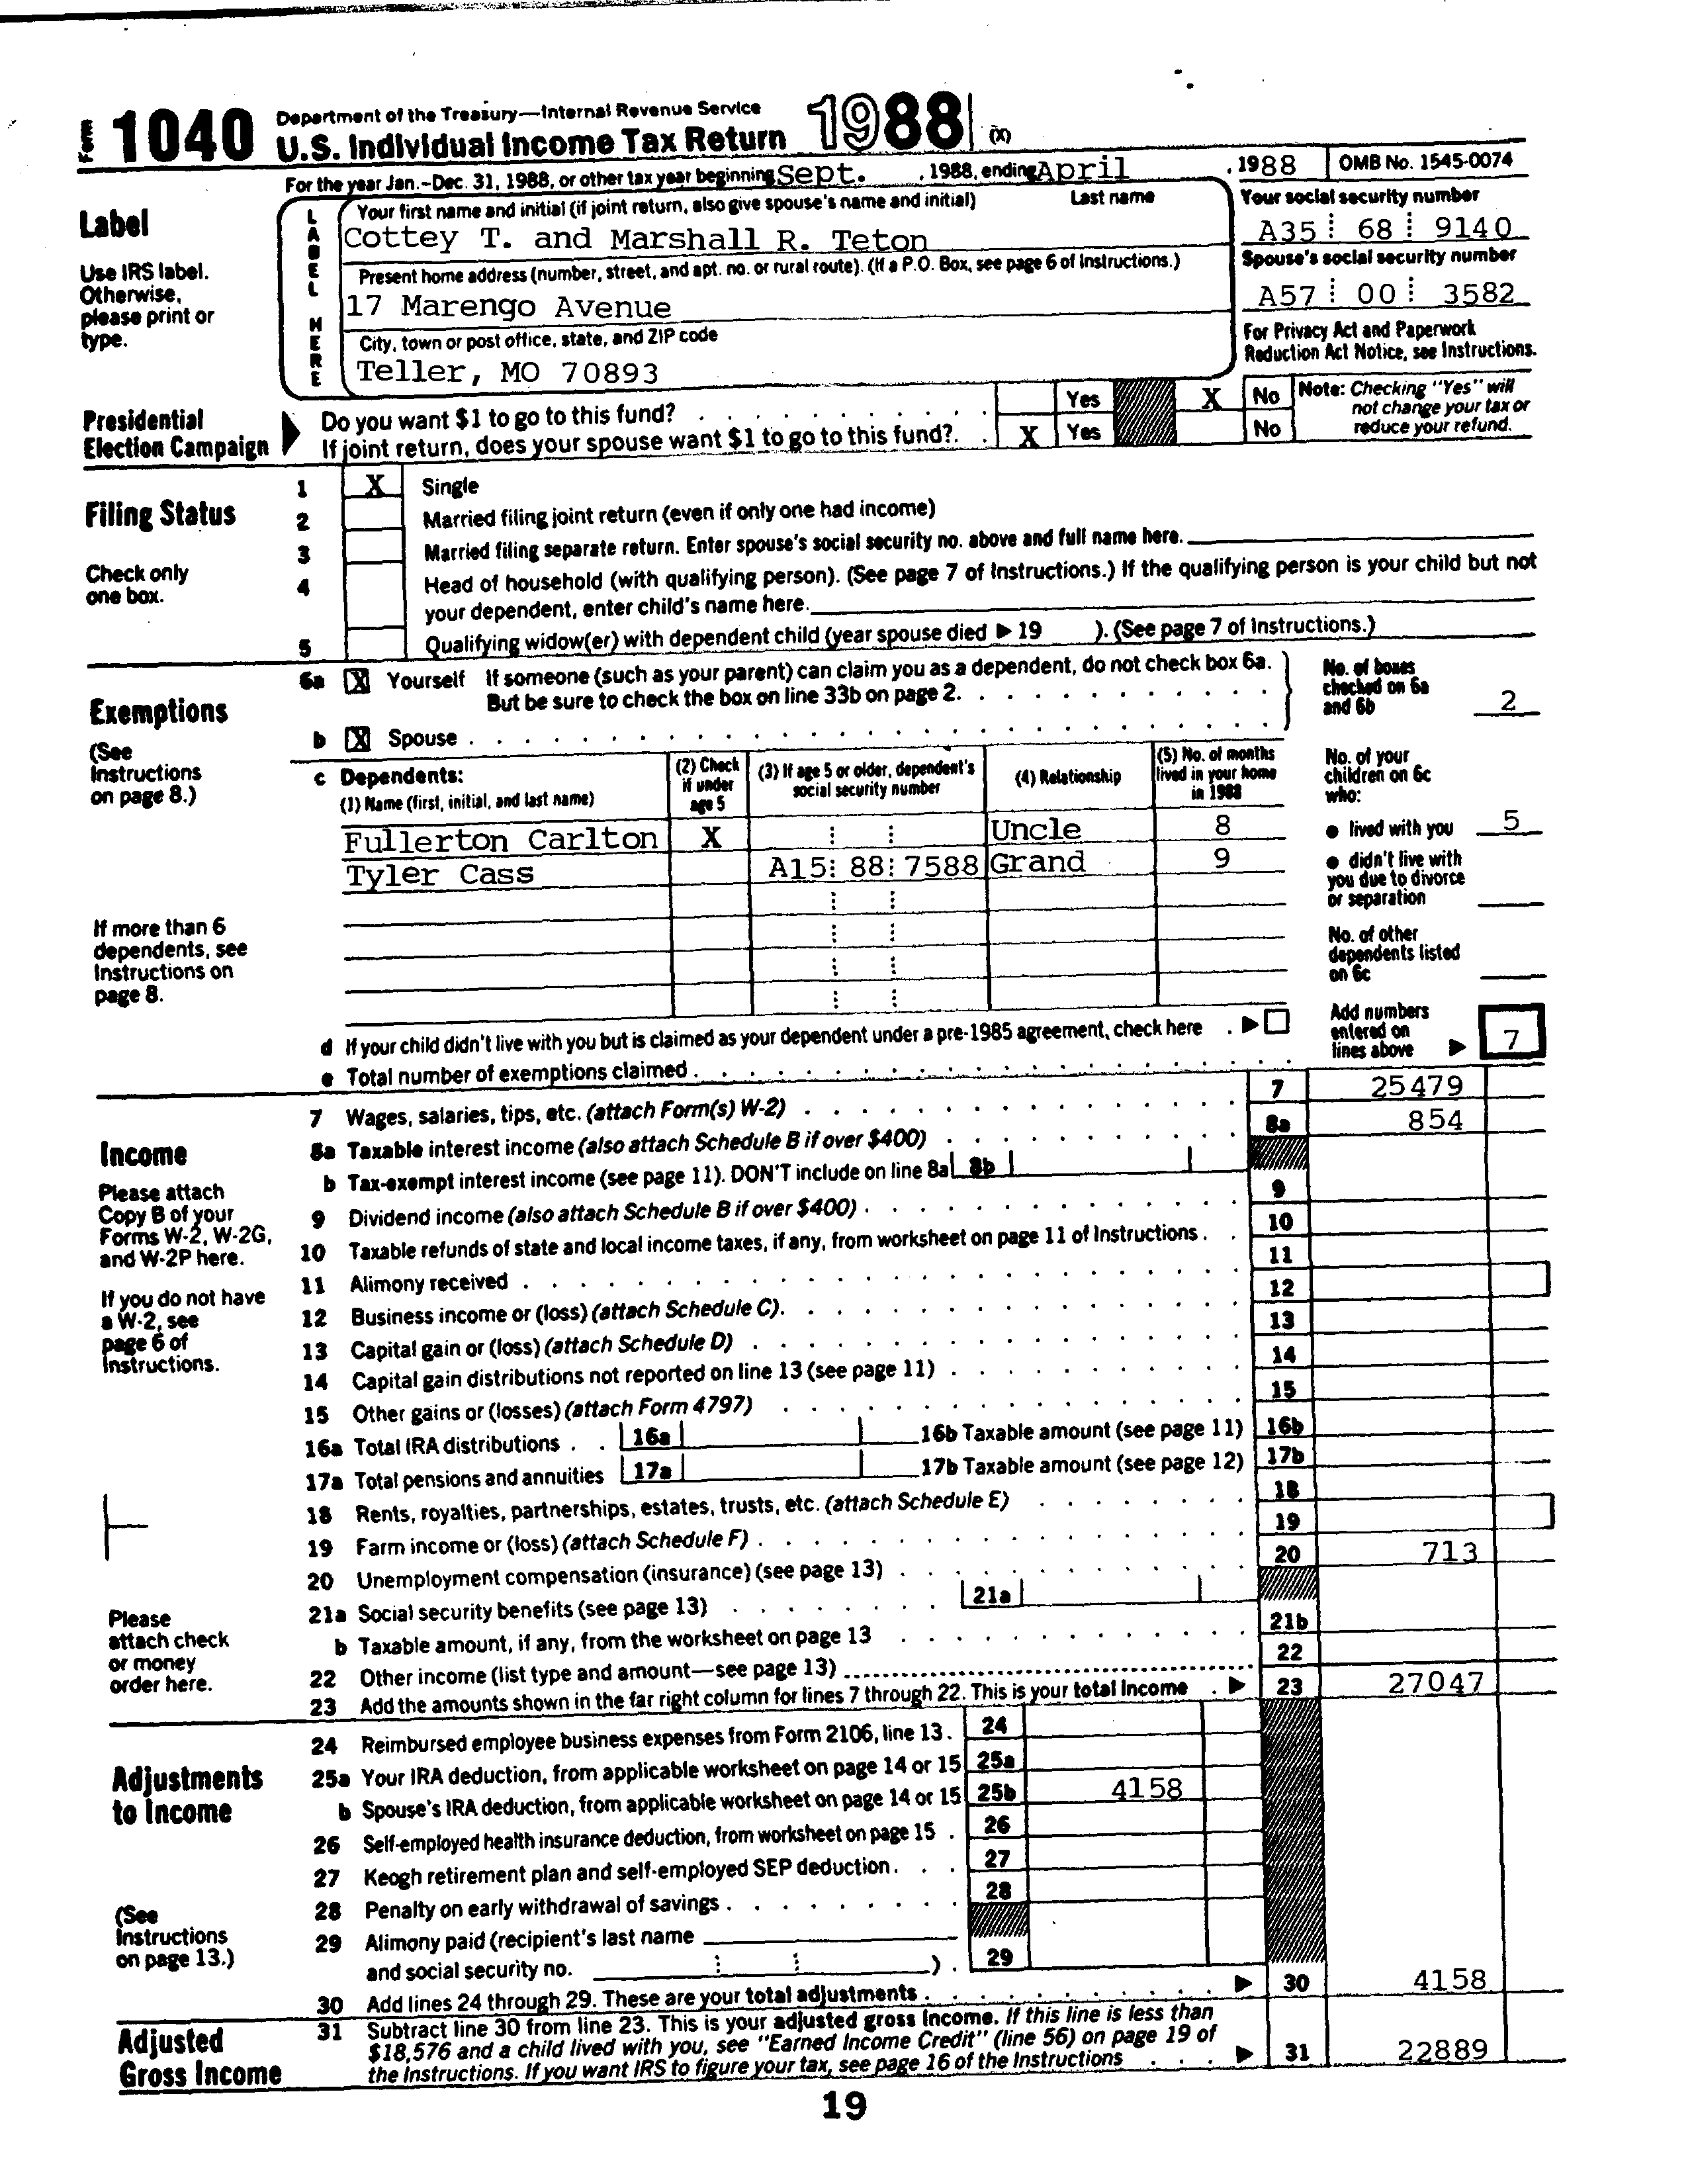 Form 1040 Department of the Treasury—Internal Revenue Service
U.S. Individual Income Tax Return 1988 (X)
For the year Jan.-Dec. 31, 1988, or other tax year beginning Sept. , 1988, ending April , 1988 OMB No. 1545-0074
Label
Use IRS label.
Otherwise,
please print or
type.
LABEL HERE
Your first name and initial (if joint return, also give spouse's name and initial) Last name
Cottey T. and Marshall R. Teton
Present home address (number, street, and apt. no. or rural route). (If a P.O. Box, see page 6 of Instructions.)
17 Marengo Avenue
City, town or post office, state, and ZIP code
Teller, MO 70893
Your social security number
A35 68 9140
Spouse's social security number
A57 00 3582
For Privacy Act and Paperwork
Reduction Act Notice, see Instructions.
Presidential
Election Campaign
Do you want $1 to go to this fund? Yes X No
If joint return, does your spouse want $1 to go to this fund?. X Yes No
Note: Checking "Yes" will
not change your tax or
reduce your refund.
Filing Status
Check only
one box.
1 X Single
2 Married filing joint return (even if only one had income)
3 Married filing separate return. Enter spouse's social security no. above and full name here.
4 Head of household (with qualifying person). (See page 7 of Instructions.) If the qualifying person is your child but not
your dependent, enter child's name here.
5 Qualifying widow(er) with dependent child (year spouse died ▶ 19 ). (See page 7 of Instructions.)
Exemptions
(See
Instructions
on page 8.)
If more than 6
dependents, see
Instructions on
page 8.
6a X Yourself If someone (such as your parent) can claim you as a dependent, do not check box 6a.
But be sure to check the box on line 33b on page 2.
b X Spouse
No. of boxes
checked on 6a
and 6b 2
c Dependents:
(1) Name (first, initial, and last name)
(2) Check
if under
age 5
(3) If age 5 or older, dependent's
social security number
(4) Relationship
(5) No. of months
lived in your home
in 1988
Fullerton Carlton X Uncle 8
Tyler Cass A15 88 7588 Grand 9
No. of your
children on 6c
who:
● lived with you 5
● didn't live with
you due to divorce
or separation
No. of other
dependents listed
on 6c
d If your child didn't live with you but is claimed as your dependent under a pre-1985 agreement, check here . ▶
e Total number of exemptions claimed
Add numbers
entered on
lines above ▶ 7
Income
Please attach
Copy B of your
Forms W-2, W-2G,
and W-2P here.
If you do not have
a W-2, see
page 6 of
Instructions.
Please
attach check
or money
order here.
7 Wages, salaries, tips, etc. (attach Form(s) W-2) 7 25479
8a Taxable interest income (also attach Schedule B if over $400) 8a 854
b Tax-exempt interest income (see page 11). DON'T include on line 8a 8b
9 Dividend income (also attach Schedule B if over $400) 9
10 Taxable refunds of state and local income taxes, if any, from worksheet on page 11 of Instructions 10
11 Alimony received 11
12 Business income or (loss) (attach Schedule C). 12
13 Capital gain or (loss) (attach Schedule D) 13
14 Capital gain distributions not reported on line 13 (see page 11) 14
15 Other gains or (losses) (attach Form 4797) 15
16a Total IRA distributions 16a 16b Taxable amount (see page 11) 16b
17a Total pensions and annuities 17a 17b Taxable amount (see page 12) 17b
18 Rents, royalties, partnerships, estates, trusts, etc. (attach Schedule E) 18
19 Farm income or (loss) (attach Schedule F) 19
20 Unemployment compensation (insurance) (see page 13) 20 713
21a Social security benefits (see page 13) 21a
b Taxable amount, if any, from the worksheet on page 13 21b
22 Other income (list type and amount—see page 13) 22
23 Add the amounts shown in the far right column for lines 7 through 22. This is your total income . ▶ 23 27047
Adjustments
to Income
(See
Instructions
on page 13.)
24 Reimbursed employee business expenses from Form 2106, line 13 . 24
25a Your IRA deduction, from applicable worksheet on page 14 or 15 25a
b Spouse's IRA deduction, from applicable worksheet on page 14 or 15 25b 4158
26 Self-employed health insurance deduction, from worksheet on page 15 . 26
27 Keogh retirement plan and self-employed SEP deduction 27
28 Penalty on early withdrawal of savings 28
29 Alimony paid (recipient's last name
and social security no. ) . 29
30 Add lines 24 through 29. These are your total adjustments ▶ 30 4158
Adjusted
Gross Income
31 Subtract line 30 from line 23. This is your adjusted gross income. If this line is less than
$18,576 and a child lived with you, see "Earned Income Credit" (line 56) on page 19 of
the Instructions. If you want IRS to figure your tax, see page 16 of the Instructions ▶ 31 22889
19